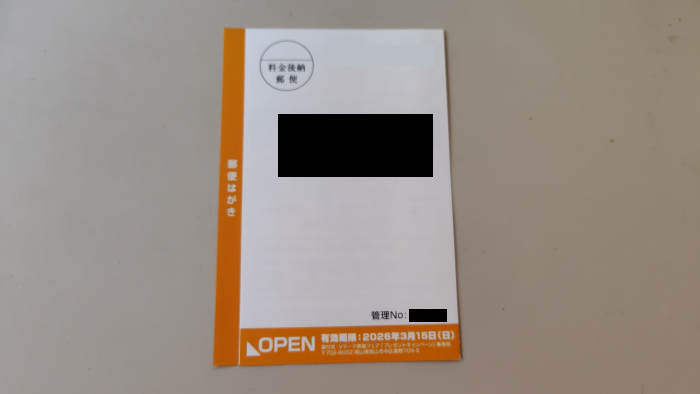 料金後納
郵便
郵便はがき
管理No:
OPEN
有効期限：2026年3月15日（日）